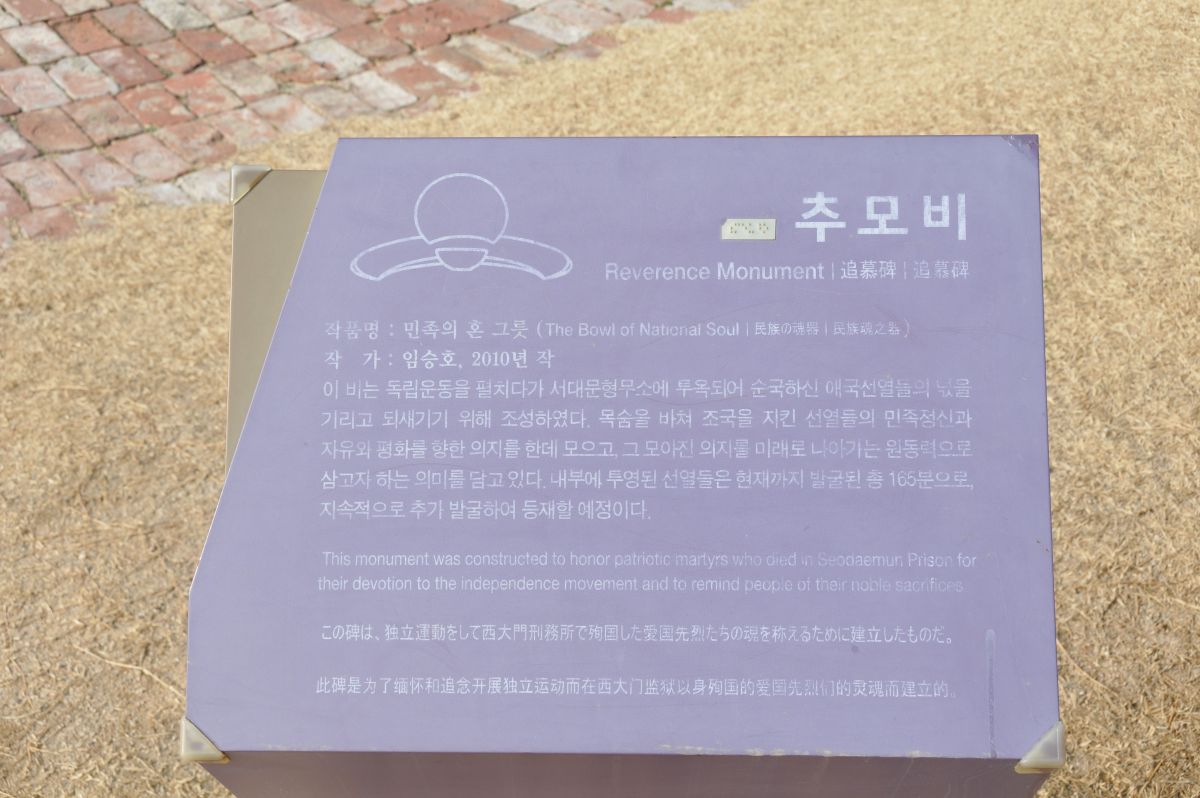 추모비
Reverence Monument | 追慕碑 | 追慕碑
작품명 : 민족의 혼 그릇 (The Bowl of National Soul | 民族の魂器 | 民族魂之器)
작 가 : 임승호, 2010년 작
이 비는 독립운동을 펼치다가 서대문형무소에 투옥되어 순국하신 애국선열들의 넋을
기리고 되새기기 위해 조성하였다. 목숨을 바쳐 조국을 지킨 선열들의 민족정신과
자유와 평화를 향한 의지를 한데 모으고, 그 모아진 의지를 미래로 나아가는 원동력으로
삼고자 하는 의미를 담고 있다. 내부에 투영된 선열들은 현재까지 발굴된 총 165분으로,
지속적으로 추가 발굴하여 등재할 예정이다.
This monument was constructed to honor patriotic martyrs who died in Seodaemun Prison for
their devotion to the independence movement and to remind people of their noble sacrifices.
この碑は、独立運動をして西大門刑務所で殉国した愛国先烈たちの魂を称えるために建立したものだ。
此碑是为了缅怀和追念开展独立运动而在西大门监狱以身殉国的爱国先烈们的灵魂而建立的。